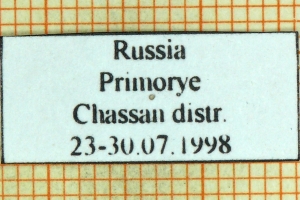 Russia
Primorye
Chassan distr.
23-30.07.1998